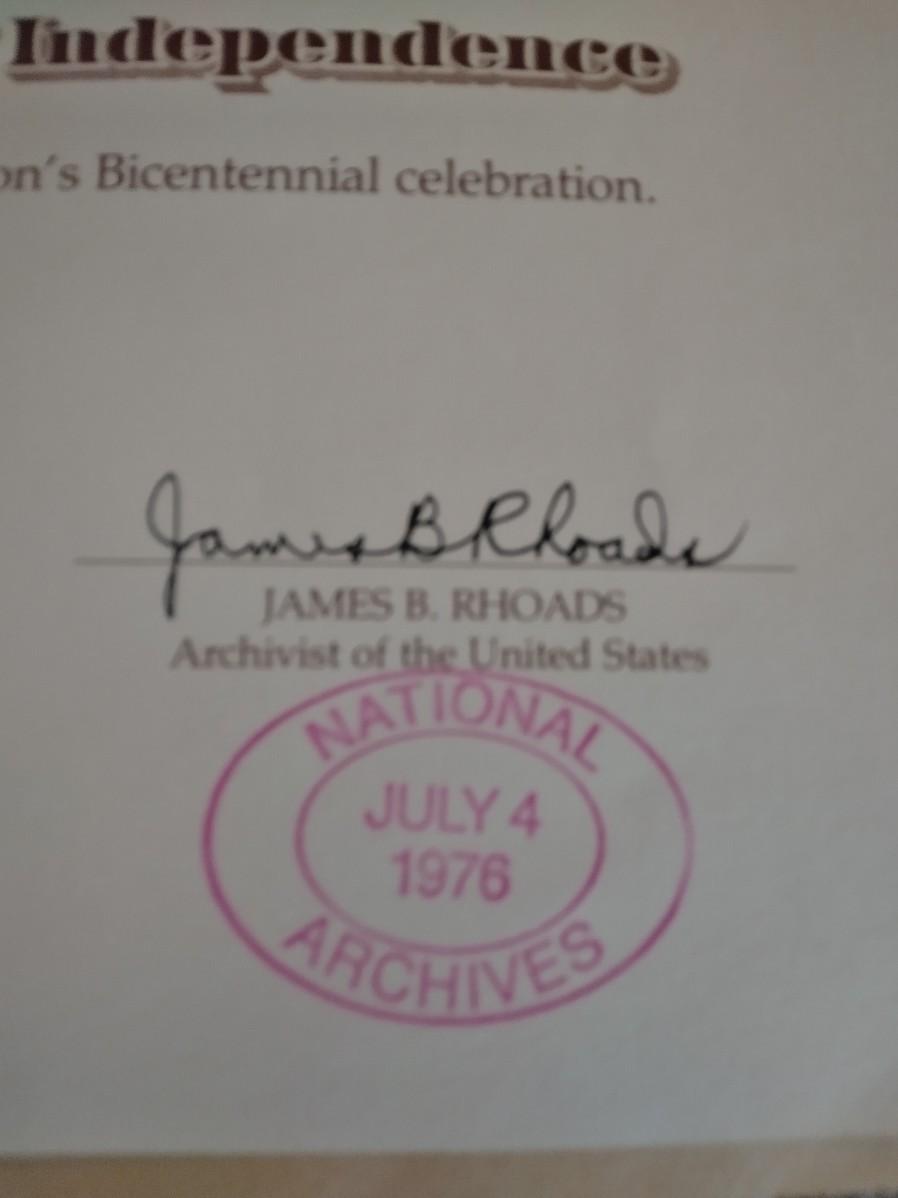 Independence
on's Bicentennial celebration.
James B Rhoads
JAMES B. RHOADS
Archivist of the United States
NATIONAL
JULY 4
1976
ARCHIVES